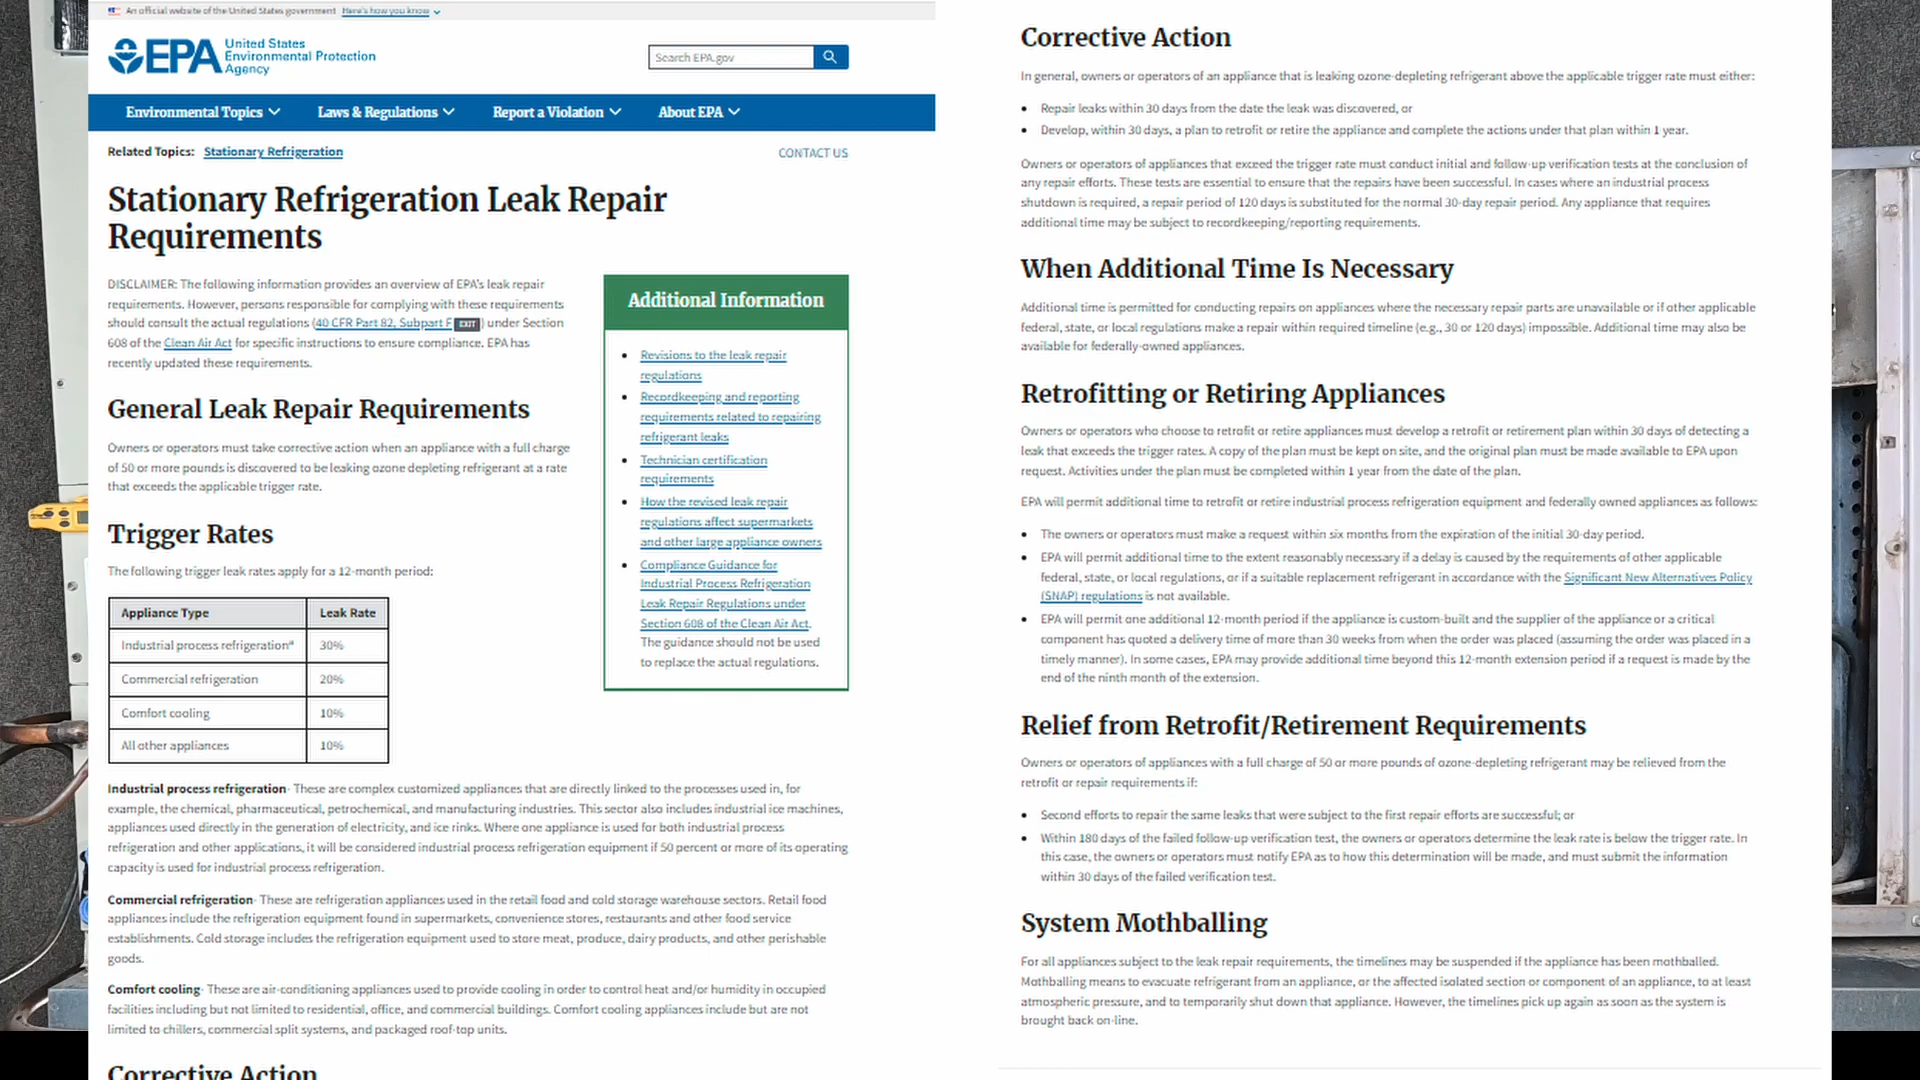 An official website of the United States government Here's how you know
EPA United States
Environmental Protection
Agency
Search EPA.gov
Environmental Topics Laws & Regulations Report a Violation About EPA
Related Topics: Stationary Refrigeration CONTACT US
Stationary Refrigeration Leak Repair
Requirements
DISCLAIMER: The following information provides an overview of EPA's leak repair
requirements. However, persons responsible for complying with these requirements
should consult the actual regulations (40 CFR Part 82, Subpart F EXIT ) under Section
608 of the Clean Air Act for specific instructions to ensure compliance. EPA has
recently updated these requirements.
General Leak Repair Requirements
Owners or operators must take corrective action when an appliance with a full charge
of 50 or more pounds is discovered to be leaking ozone depleting refrigerant at a rate
that exceeds the applicable trigger rate.
Trigger Rates
The following trigger leak rates apply for a 12-month period:
Appliance Type Leak Rate
Industrial process refrigerationª 30%
Commercial refrigeration 20%
Comfort cooling 10%
All other appliances 10%
Additional Information
• Revisions to the leak repair
regulations
• Recordkeeping and reporting
requirements related to repairing
refrigerant leaks
• Technician certification
requirements
• How the revised leak repair
regulations affect supermarkets
and other large appliance owners
• Compliance Guidance for
Industrial Process Refrigeration
Leak Repair Regulations under
Section 608 of the Clean Air Act.
The guidance should not be used
to replace the actual regulations.
Industrial process refrigeration- These are complex customized appliances that are directly linked to the processes used in, for
example, the chemical, pharmaceutical, petrochemical, and manufacturing industries. This sector also includes industrial ice machines,
appliances used directly in the generation of electricity, and ice rinks. Where one appliance is used for both industrial process
refrigeration and other applications, it will be considered industrial process refrigeration equipment if 50 percent or more of its operating
capacity is used for industrial process refrigeration.
Commercial refrigeration- These are refrigeration appliances used in the retail food and cold storage warehouse sectors. Retail food
appliances include the refrigeration equipment found in supermarkets, convenience stores, restaurants and other food service
establishments. Cold storage includes the refrigeration equipment used to store meat, produce, dairy products, and other perishable
goods.
Comfort cooling- These are air-conditioning appliances used to provide cooling in order to control heat and/or humidity in occupied
facilities including but not limited to residential, office, and commercial buildings. Comfort cooling appliances include but are not
limited to chillers, commercial split systems, and packaged roof-top units.
Corrective Action
Corrective Action
In general, owners or operators of an appliance that is leaking ozone-depleting refrigerant above the applicable trigger rate must either:
• Repair leaks within 30 days from the date the leak was discovered, or
• Develop, within 30 days, a plan to retrofit or retire the appliance and complete the actions under that plan within 1 year.
Owners or operators of appliances that exceed the trigger rate must conduct initial and follow-up verification tests at the conclusion of
any repair efforts. These tests are essential to ensure that the repairs have been successful. In cases where an industrial process
shutdown is required, a repair period of 120 days is substituted for the normal 30-day repair period. Any appliance that requires
additional time may be subject to recordkeeping/reporting requirements.
When Additional Time Is Necessary
Additional time is permitted for conducting repairs on appliances where the necessary repair parts are unavailable or if other applicable
federal, state, or local regulations make a repair within required timeline (e.g., 30 or 120 days) impossible. Additional time may also be
available for federally-owned appliances.
Retrofitting or Retiring Appliances
Owners or operators who choose to retrofit or retire appliances must develop a retrofit or retirement plan within 30 days of detecting a
leak that exceeds the trigger rates. A copy of the plan must be kept on site, and the original plan must be made available to EPA upon
request. Activities under the plan must be completed within 1 year from the date of the plan.
EPA will permit additional time to retrofit or retire industrial process refrigeration equipment and federally owned appliances as follows:
• The owners or operators must make a request within six months from the expiration of the initial 30-day period.
• EPA will permit additional time to the extent reasonably necessary if a delay is caused by the requirements of other applicable
federal, state, or local regulations, or if a suitable replacement refrigerant in accordance with the Significant New Alternatives Policy
(SNAP) regulations is not available.
• EPA will permit one additional 12-month period if the appliance is custom-built and the supplier of the appliance or a critical
component has quoted a delivery time of more than 30 weeks from when the order was placed (assuming the order was placed in a
timely manner). In some cases, EPA may provide additional time beyond this 12-month extension period if a request is made by the
end of the ninth month of the extension.
Relief from Retrofit/Retirement Requirements
Owners or operators of appliances with a full charge of 50 or more pounds of ozone-depleting refrigerant may be relieved from the
retrofit or repair requirements if:
• Second efforts to repair the same leaks that were subject to the first repair efforts are successful; or
• Within 180 days of the failed follow-up verification test, the owners or operators determine the leak rate is below the trigger rate. In
this case, the owners or operators must notify EPA as to how this determination will be made, and must submit the information
within 30 days of the failed verification test.
System Mothballing
For all appliances subject to the leak repair requirements, the timelines may be suspended if the appliance has been mothballed.
Mothballing means to evacuate refrigerant from an appliance, or the affected isolated section or component of an appliance, to at least
atmospheric pressure, and to temporarily shut down that appliance. However, the timelines pick up again as soon as the system is
brought back on-line.